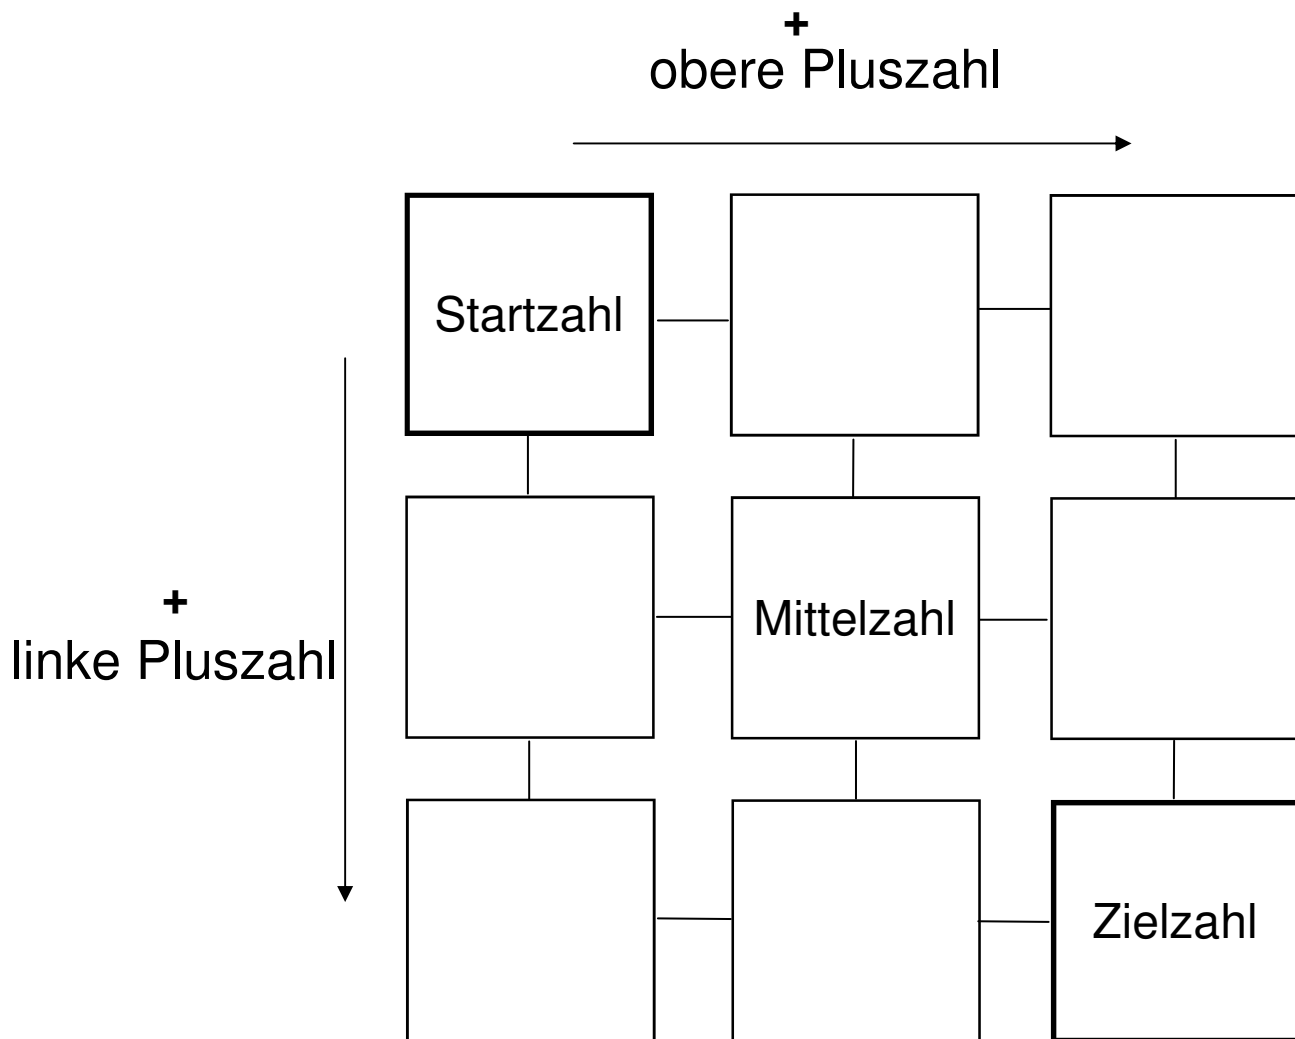 +
obere Pluszahl
Startzahl
Mittelzahl
+
linke Pluszahl
Zielzahl